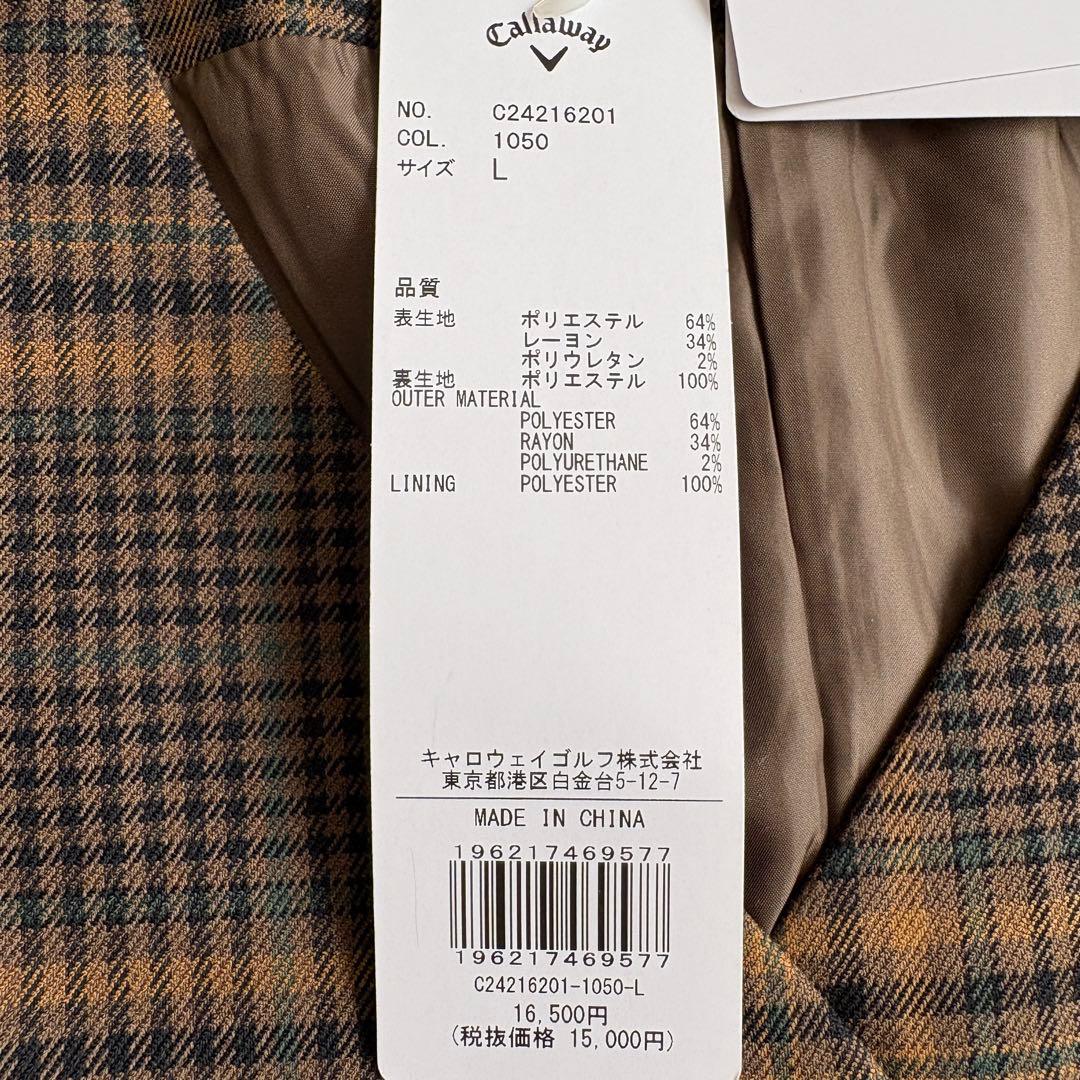 Callaway
NO. C24216201
COL. 1050
サイズ L
品質
表生地 ポリエステル 64%
レーヨン 34%
ポリウレタン 2%
裏生地 ポリエステル 100%
OUTER MATERIAL
POLYESTER 64%
RAYON 34%
POLYURETHANE 2%
LINING POLYESTER 100%
キャロウェイゴルフ株式会社
東京都港区白金台5-12-7
MADE IN CHINA
196217469577
196217469577
C24216201-1050-L
16,500円
(税抜価格 15,000円)